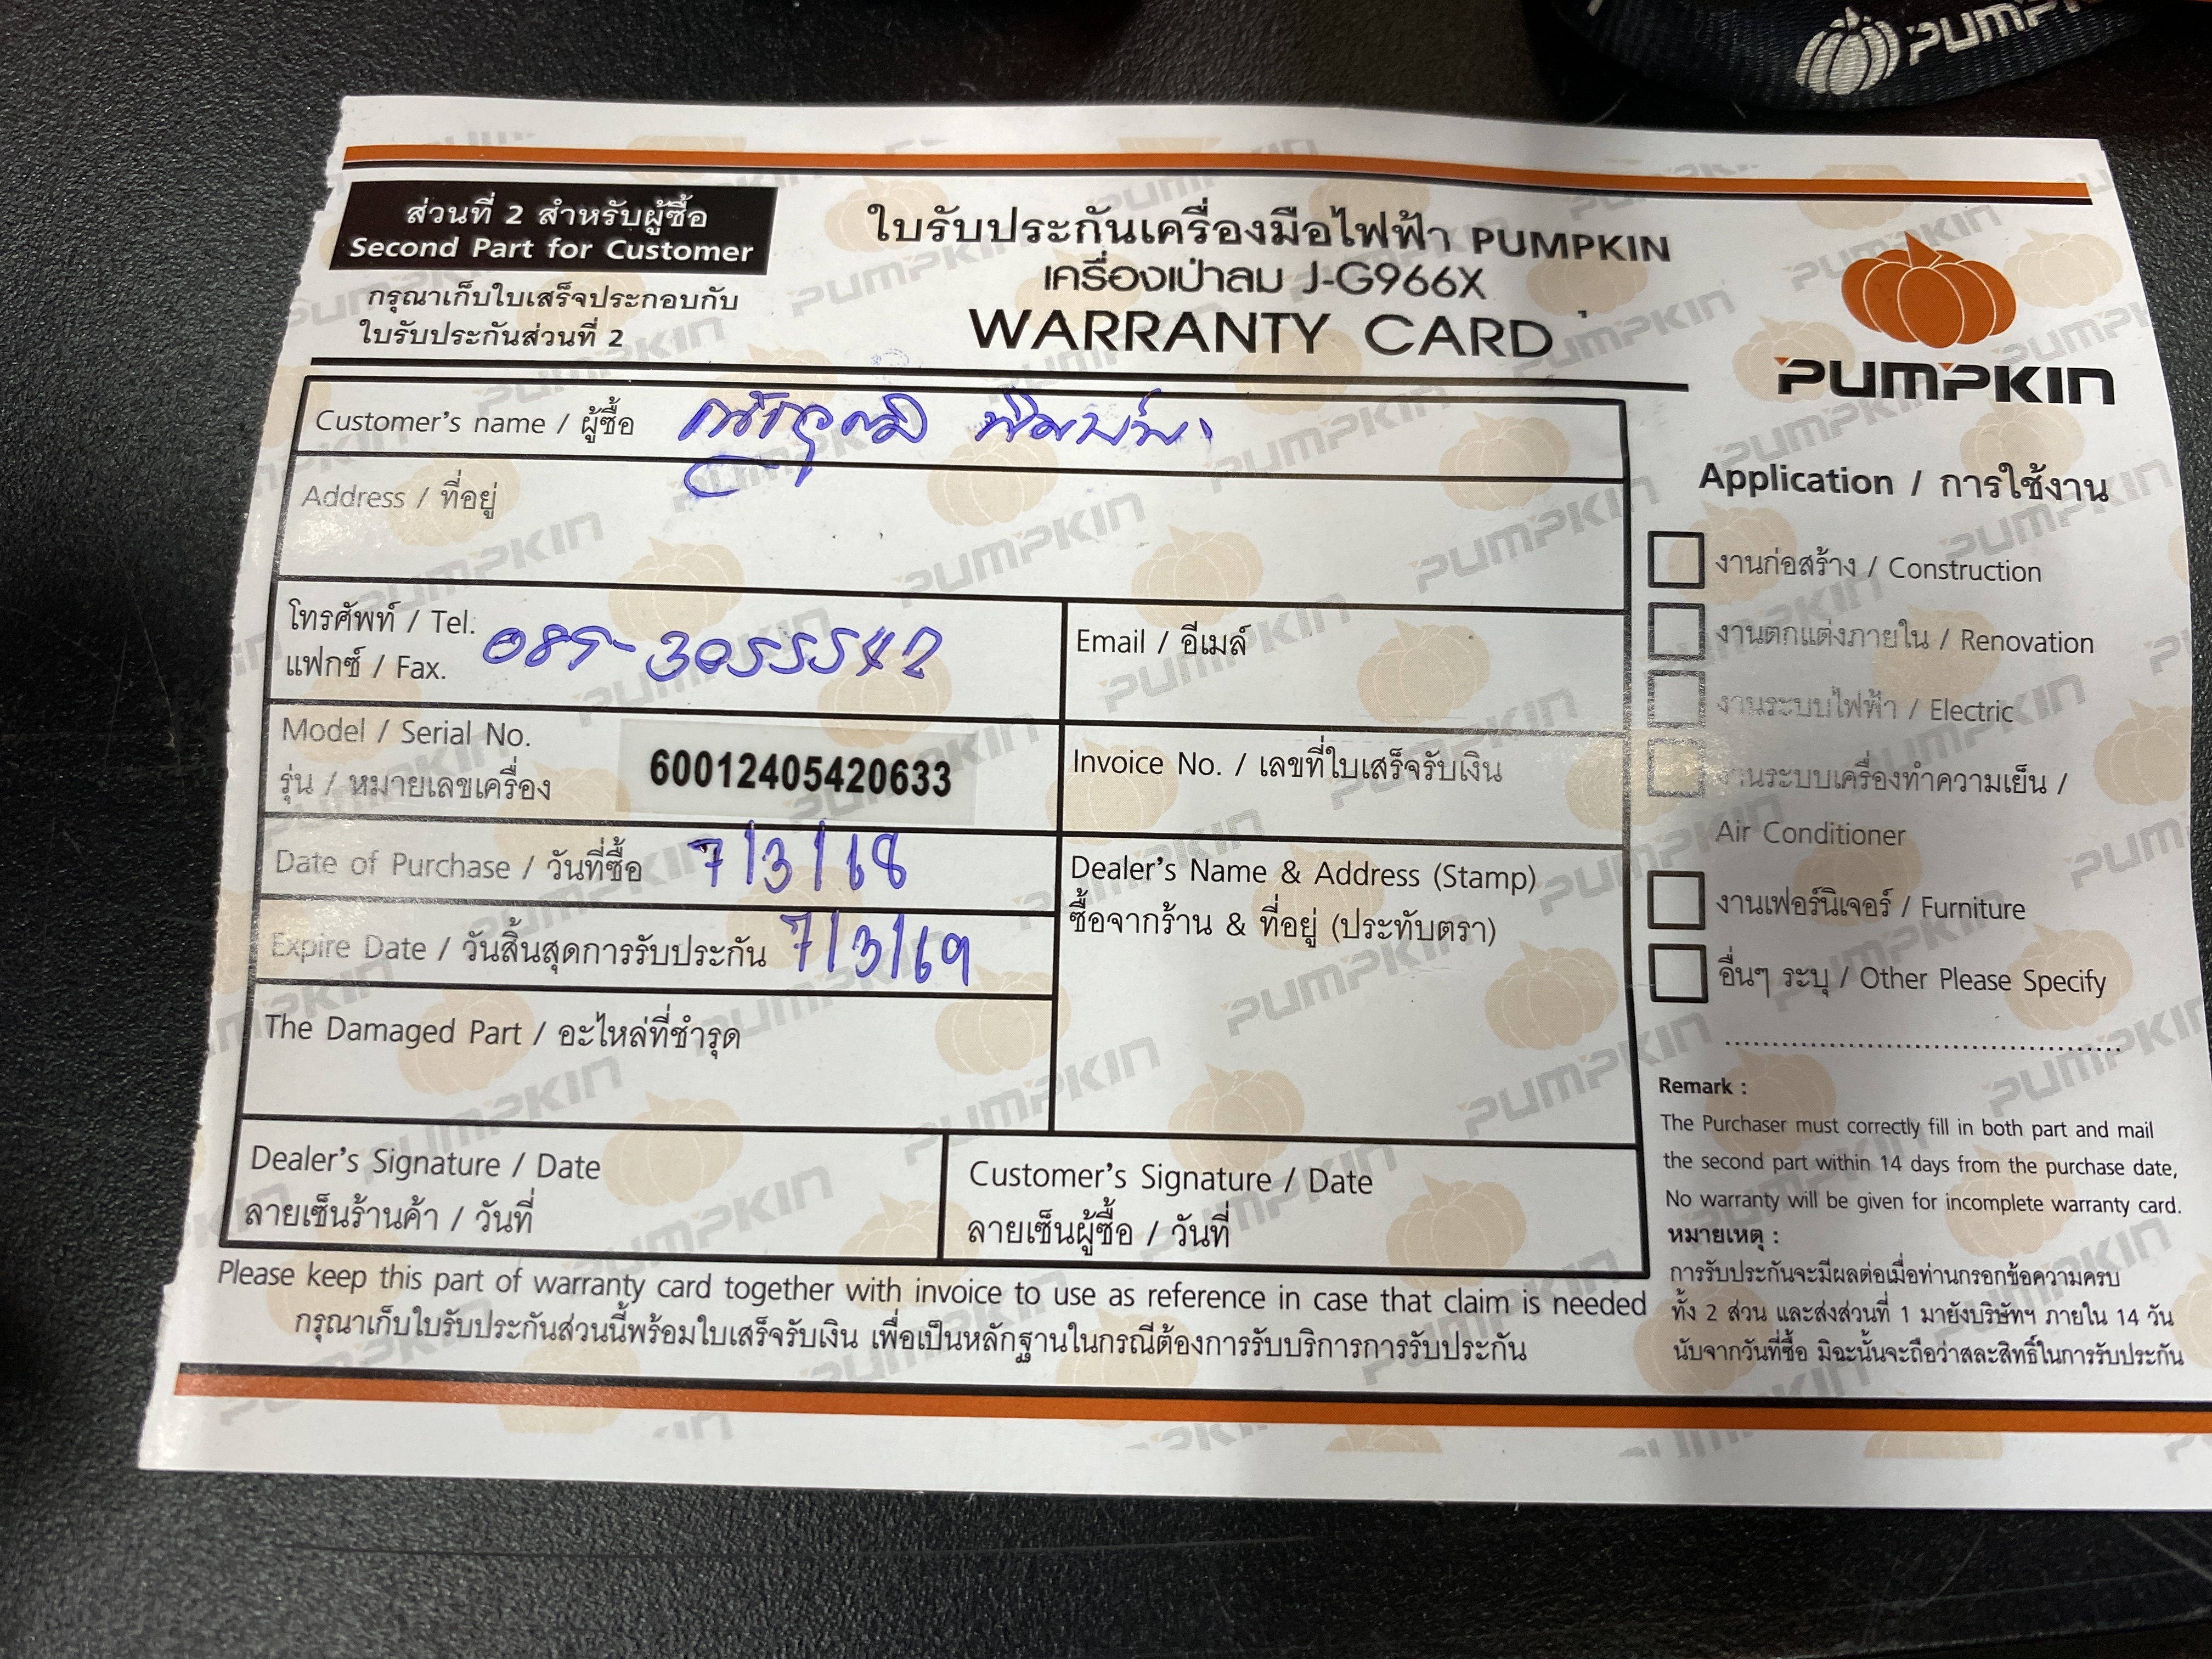 PUMPKIN
ส่วนที่ 2 สำหรับผู้ซื้อ
Second Part for Customer
กรุณาเก็บใบเสร็จประกอบกับ
ใบรับประกันส่วนที่ 2
ใบรับประกันเครื่องมือไฟฟ้า PUMPKIN
เครื่องเป่าลม J-G966X
WARRANTY CARD
PUMPKIN
Customer's name / ผู้ซื้อ
Address / ที่อยู่
โทรศัพท์ / Tel.
แฟกซ์ / Fax.
085-3055542
Email / อีเมล์
Model / Serial No.
รุ่น / หมายเลขเครื่อง
60012405420633
Invoice No. / เลขที่ใบเสร็จรับเงิน
Date of Purchase / วันที่ซื้อ 7/3/68
Expire Date / วันสิ้นสุดการรับประกัน 7/3/69
Dealer's Name & Address (Stamp)
ซื้อจากร้าน & ที่อยู่ (ประทับตรา)
The Damaged Part / อะไหล่ที่ชำรุด
Dealer's Signature / Date
ลายเซ็นร้านค้า / วันที่
Customer's Signature / Date
ลายเซ็นผู้ซื้อ / วันที่
Please keep this part of warranty card together with invoice to use as reference in case that claim is needed
กรุณาเก็บใบรับประกันส่วนนี้พร้อมใบเสร็จรับเงิน เพื่อเป็นหลักฐานในกรณีต้องการรับบริการการรับประกัน
Application / การใช้งาน
งานก่อสร้าง / Construction
งานตกแต่งภายใน / Renovation
งานระบบไฟฟ้า / Electric
งานระบบเครื่องทำความเย็น /
Air Conditioner
งานเฟอร์นิเจอร์ / Furniture
อื่นๆ ระบุ / Other Please Specify
Remark :
The Purchaser must correctly fill in both part and mail
the second part within 14 days from the purchase date,
No warranty will be given for incomplete warranty card.
หมายเหตุ :
การรับประกันจะมีผลต่อเมื่อท่านกรอกข้อความครบ
ทั้ง 2 ส่วน และส่งส่วนที่ 1 มายังบริษัทฯ ภายใน 14 วัน
นับจากวันที่ซื้อ มิฉะนั้นจะถือว่าสละสิทธิ์ในการรับประกัน